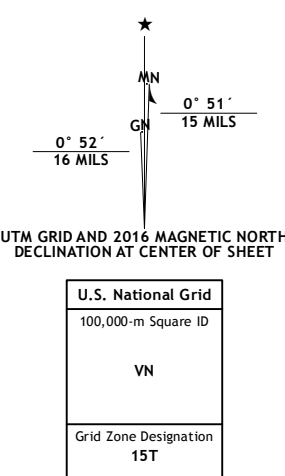 ★
MN
0° 51´
15 MILS
GN
0° 52´
16 MILS
UTM GRID AND 2016 MAGNETIC NORTH
DECLINATION AT CENTER OF SHEET
U.S. National Grid
100,000-m Square ID
VN
Grid Zone Designation
15T